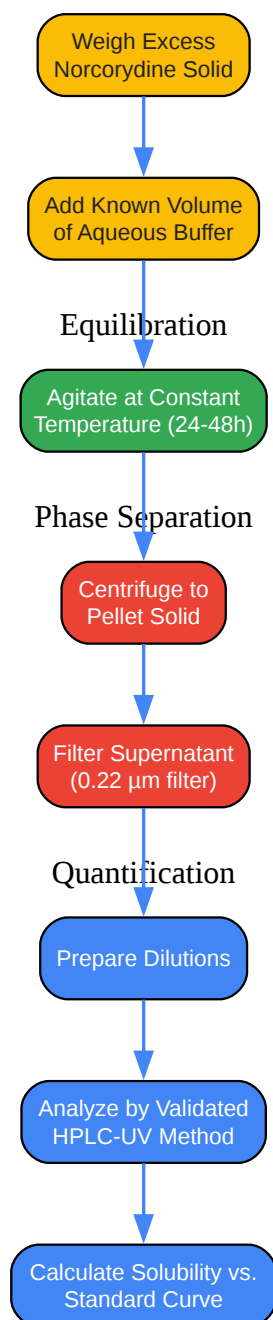 Weigh Excess
Norcorydine Solid
Add Known Volume
of Aqueous Buffer
Equilibration
Agitate at Constant
Temperature (24-48h)
Phase Separation
Centrifuge to
Pellet Solid
Filter Supernatant
(0.22 µm filter)
Quantification
Prepare Dilutions
Analyze by Validated
HPLC-UV Method
Calculate Solubility vs.
Standard Curve